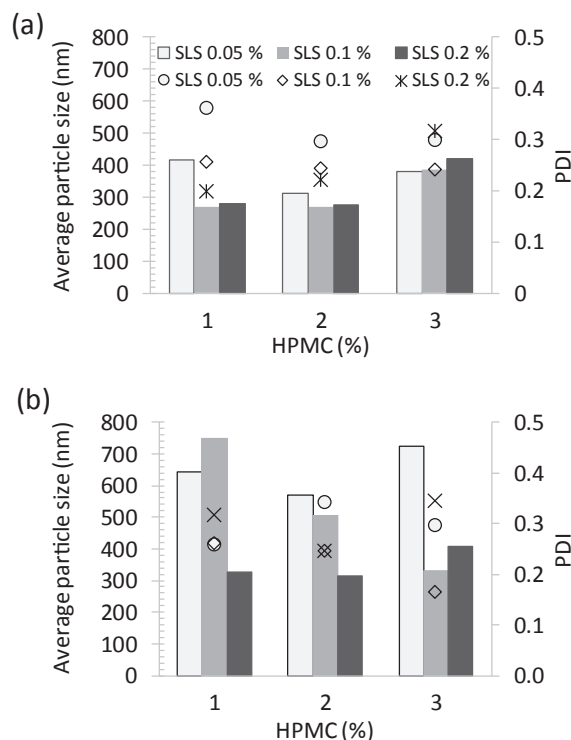 (a)
800
700
600
500
400
300
200
100
0
Average particle size (nm)
SLS 0.05 % SLS 0.1 % SLS 0.2 %
SLS 0.05 % SLS 0.1 % SLS 0.2 %
0.5
0.4
0.3
0.2
0.1
0
PDI
1 2 3
HPMC (%)
(b)
800
700
600
500
400
300
200
100
0
Average particle size (nm)
0.5
0.4
0.3
0.2
0.1
0.0
PDI
1 2 3
HPMC (%)